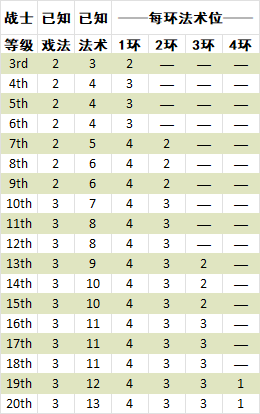 战士 已知 已知 ——每环法术位——
等级 戏法 法术 1环 2环 3环 4环
3rd 2 3 2 — — —
4th 2 4 3 — — —
5th 2 4 3 — — —
6th 2 4 3 — — —
7th 2 5 4 2 — —
8th 2 6 4 2 — —
9th 2 6 4 2 — —
10th 3 7 4 3 — —
11th 3 8 4 3 — —
12th 3 8 4 3 — —
13th 3 9 4 3 2 —
14th 3 10 4 3 2 —
15th 3 10 4 3 2 —
16th 3 11 4 3 3 —
17th 3 11 4 3 3 —
18th 3 11 4 3 3 —
19th 3 12 4 3 3 1
20th 3 13 4 3 3 1